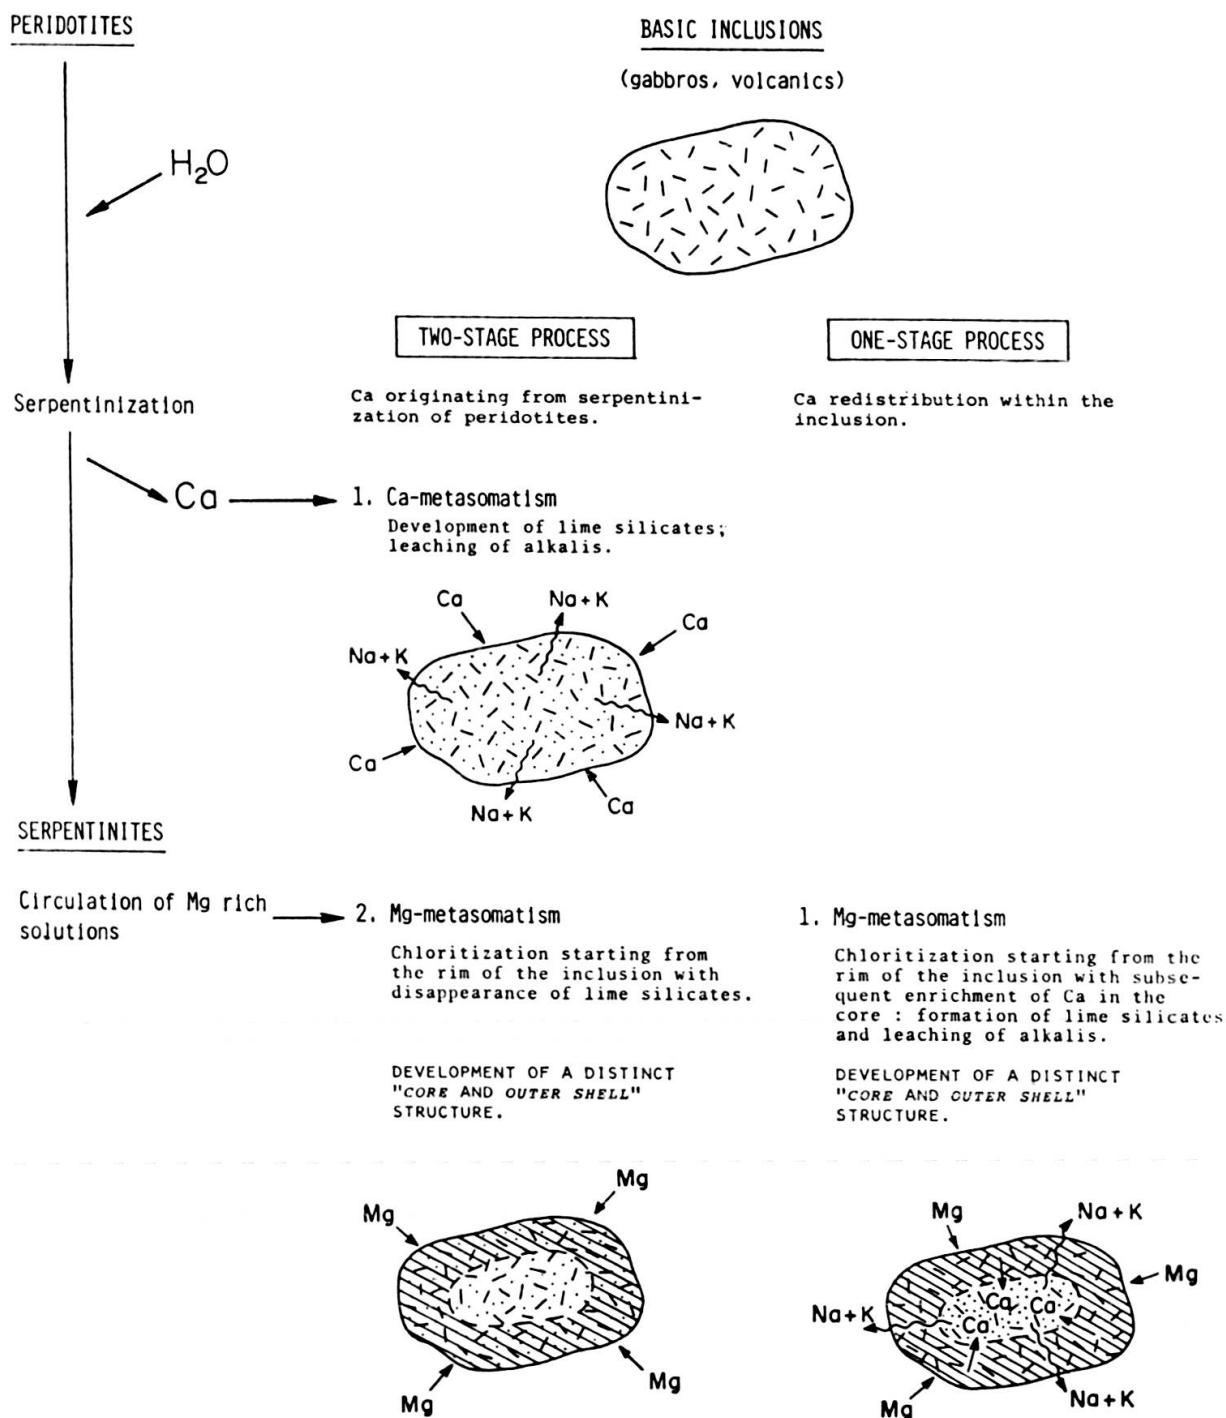 PERIDOTITES
BASIC INCLUSIONS
(gabbros, volcanics)
H₂O
TWO-STAGE PROCESS
ONE-STAGE PROCESS
Serpentinization
Ca originating from serpentini-
zation of peridotites.
Ca redistribution within the
inclusion.
Ca
1. Ca-metasomatism
Development of lime silicates;
leaching of alkalis.
Ca
Na+K
Ca
Na+K
Na+K
Ca
Na+K
Ca
SERPENTINITES
Circulation of Mg rich
solutions
2. Mg-metasomatism
Chloritization starting from
the rim of the inclusion with
disappearance of lime silicates.
DEVELOPMENT OF A DISTINCT
"CORE AND OUTER SHELL"
STRUCTURE.
1. Mg-metasomatism
Chloritization starting from the
rim of the inclusion with subse-
quent enrichment of Ca in the
core : formation of lime silicates
and leaching of alkalis.
DEVELOPMENT OF A DISTINCT
"CORE AND OUTER SHELL"
STRUCTURE.
Mg
Mg
Mg
Mg
Mg
Na+K
Mg
Ca
Ca
Ca
Na+K
Mg
Na+K